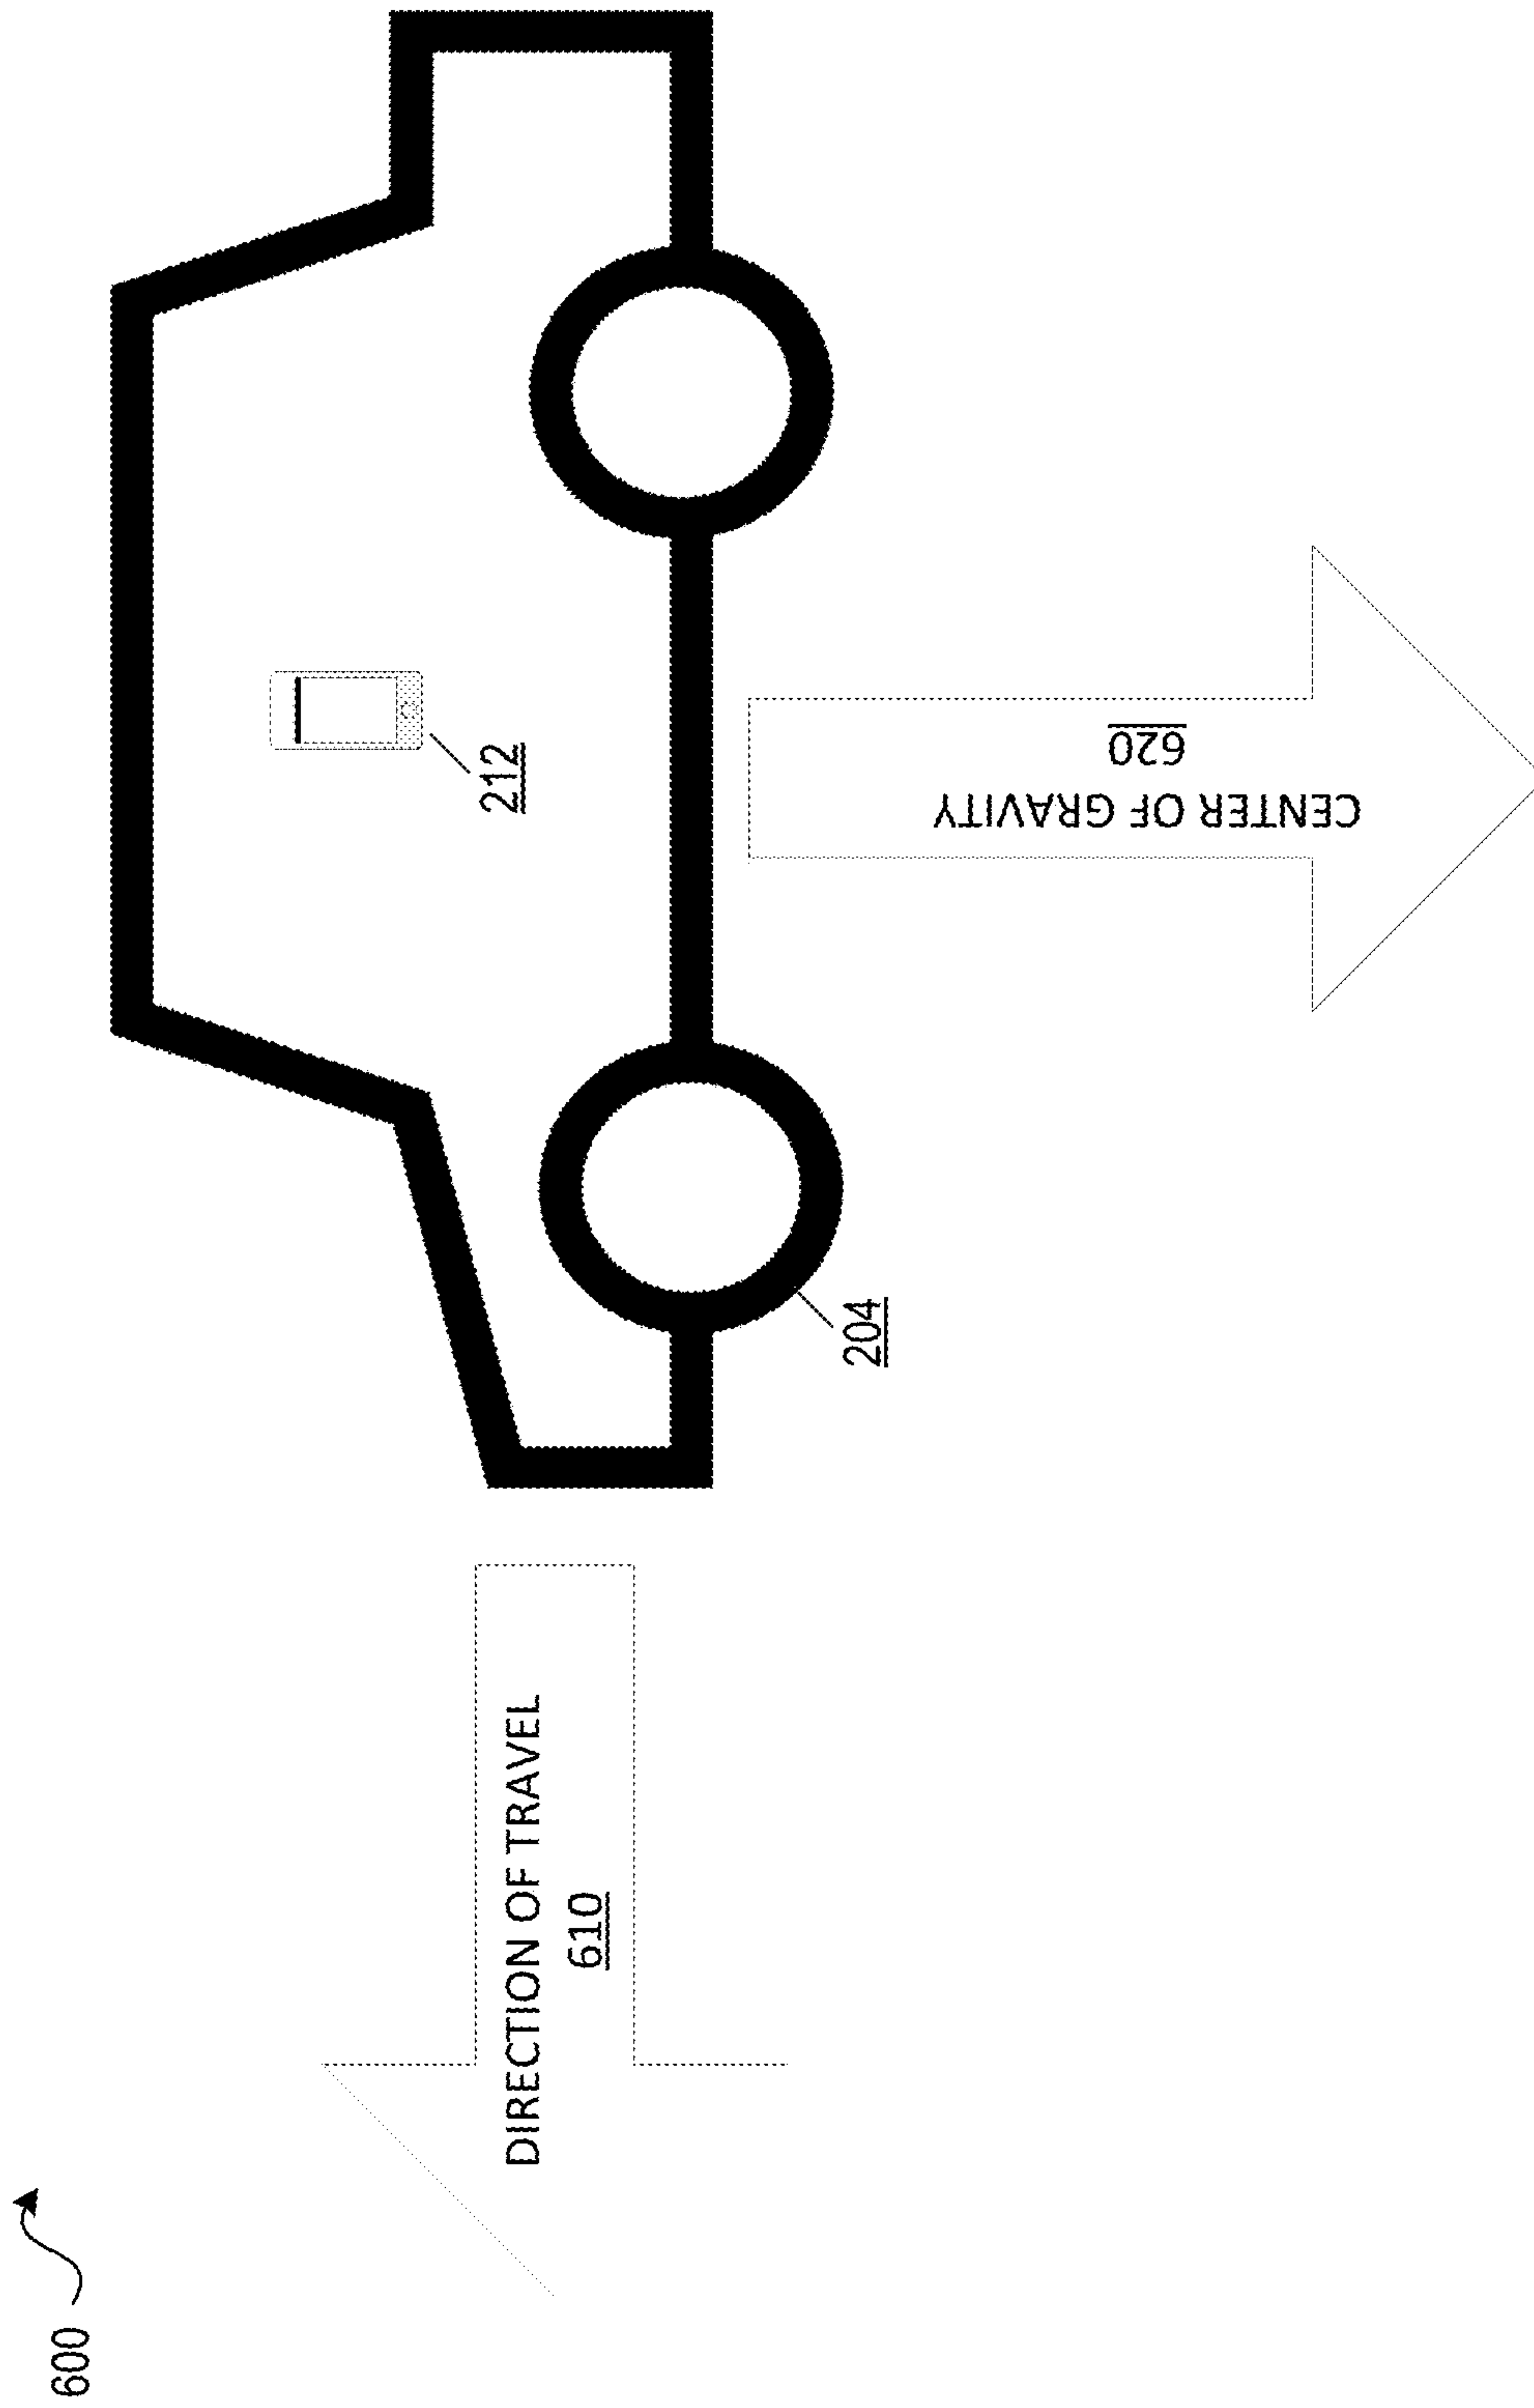 600
212
204
DIRECTION OF TRAVEL
610
CENTER OF GRAVITY
620